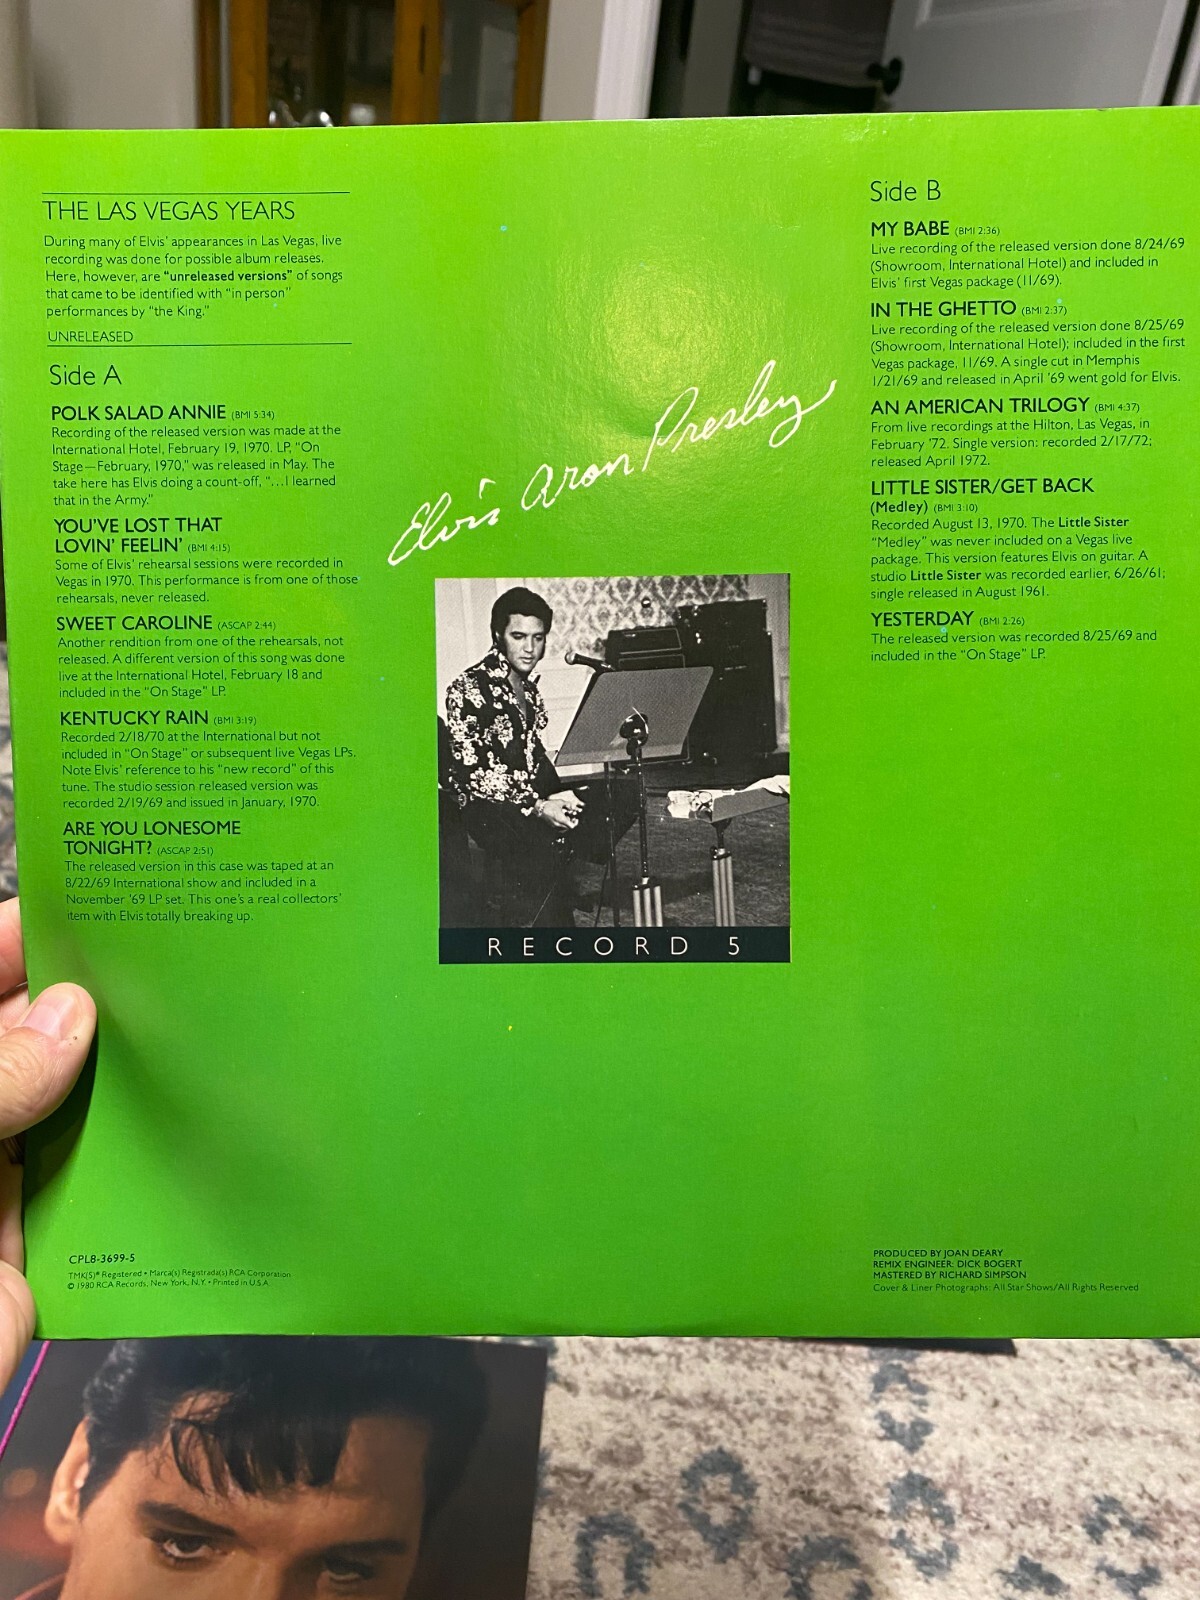 THE LAS VEGAS YEARS
During many of Elvis' appearances in Las Vegas, live
recording was done for possible album releases.
Here, however, are "unreleased versions" of songs
that came to be identified with "in person"
performances by "the King."
UNRELEASED
Side A
POLK SALAD ANNIE (BMI 5:34)
Recording of the released version was made at the
International Hotel, February 19, 1970. LP, "On
Stage—February, 1970," was released in May. The
take here has Elvis doing a count-off, "...I learned
that in the Army."
YOU'VE LOST THAT
LOVIN' FEELIN' (BMI 4:15)
Some of Elvis' rehearsal sessions were recorded in
Vegas in 1970. This performance is from one of those
rehearsals, never released.
SWEET CAROLINE (ASCAP 2:44)
Another rendition from one of the rehearsals, not
released. A different version of this song was done
live at the International Hotel, February 18 and
included in the "On Stage" LP.
KENTUCKY RAIN (BMI 3:19)
Recorded 2/18/70 at the International but not
included in "On Stage" or subsequent live Vegas LPs.
Note Elvis' reference to his "new record" of this
tune. The studio session released version was
recorded 2/19/69 and issued in January, 1970.
ARE YOU LONESOME
TONIGHT? (ASCAP 2:51)
The released version in this case was taped at an
8/22/69 International show and included in a
November '69 LP set. This one's a real collectors'
item with Elvis totally breaking up.
Elvis Aron Presley
RECORD 5
Side B
MY BABE (BMI 2:36)
Live recording of the released version done 8/24/69
(Showroom, International Hotel) and included in
Elvis' first Vegas package (11/69).
IN THE GHETTO (BMI 2:37)
Live recording of the released version done 8/25/69
(Showroom, International Hotel); included in the first
Vegas package, 11/69. A single cut in Memphis
1/21/69 and released in April '69 went gold for Elvis.
AN AMERICAN TRILOGY (BMI 4:37)
From live recordings at the Hilton, Las Vegas, in
February '72. Single version: recorded 2/17/72;
released April 1972.
LITTLE SISTER/GET BACK
(Medley) (BMI 3:10)
Recorded August 13, 1970. The Little Sister
"Medley" was never included on a Vegas live
package. This version features Elvis on guitar. A
studio Little Sister was recorded earlier, 6/26/61;
single released in August 1961.
YESTERDAY (BMI 2:26)
The released version was recorded 8/25/69 and
included in the "On Stage" LP.
CPL8-3699-5
TMK(S)® Registered • Marca(s) Registrada(s) RCA Corporation
© 1980 RCA Records, New York, N.Y. • Printed in U.S.A.
PRODUCED BY JOAN DEARY
REMIX ENGINEER: DICK BOGERT
MASTERED BY RICHARD SIMPSON
Cover & Liner Photographs: All Star Shows/All Rights Reserved